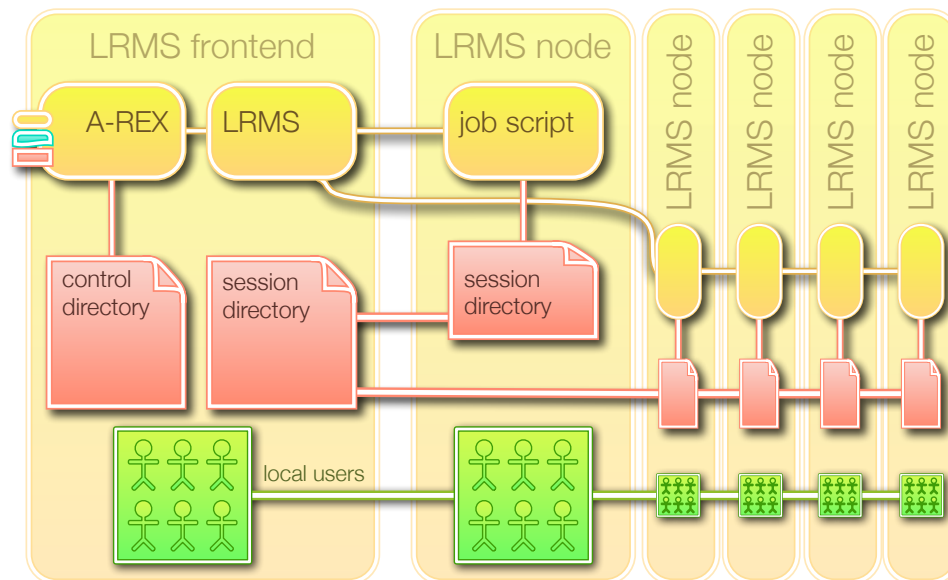 LRMS frontend
LRMS node
LRMS node
LRMS node
LRMS node
LRMS node
A-REX
LRMS
job script
control
directory
session
directory
session
directory
local users